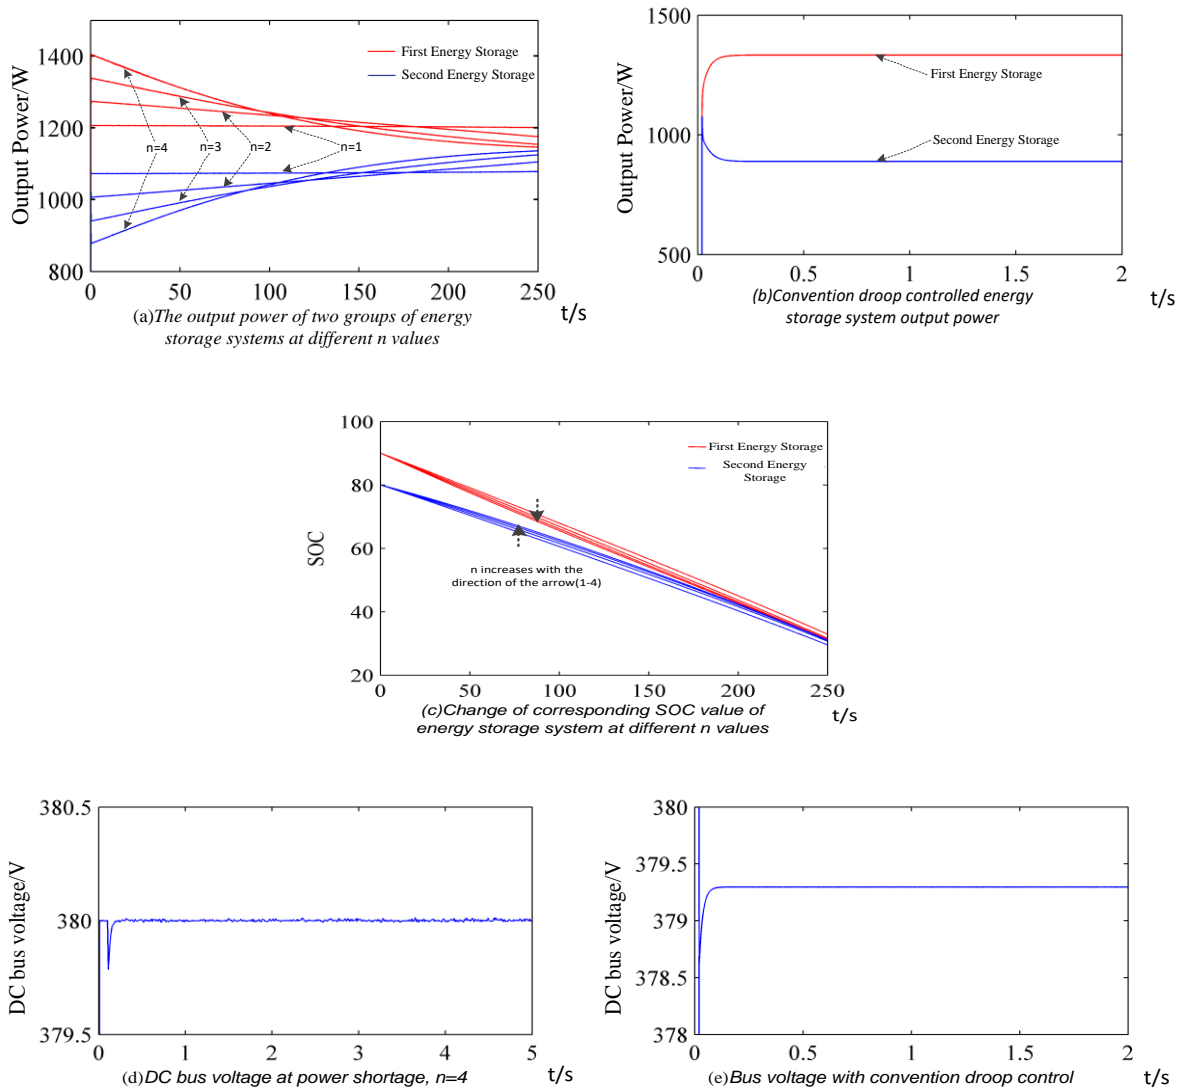 1400
1200
1000
800
Output Power/W
First Energy Storage
Second Energy Storage
n=4
n=3
n=2
n=1
0
50
100
150
200
250
t/s
(a)The output power of two groups of energy
storage systems at different n values
1500
1000
500
Output Power/W
First Energy Storage
Second Energy Storage
0
0.5
1
1.5
2
t/s
(b)Convention droop controlled energy
storage system output power
100
80
60
40
20
SOC
First Energy Storage
Second Energy
Storage
n increases with the
direction of the arrow(1-4)
0
50
100
150
200
250
t/s
(c)Change of corresponding SOC value of
energy storage system at different n values
380.5
380
379.5
DC bus voltage/V
0
1
2
3
4
5
t/s
(d)DC bus voltage at power shortage, n=4
380
379.5
379
378.5
378
DC bus voltage/V
0
0.5
1
1.5
2
t/s
(e)Bus voltage with convention droop control